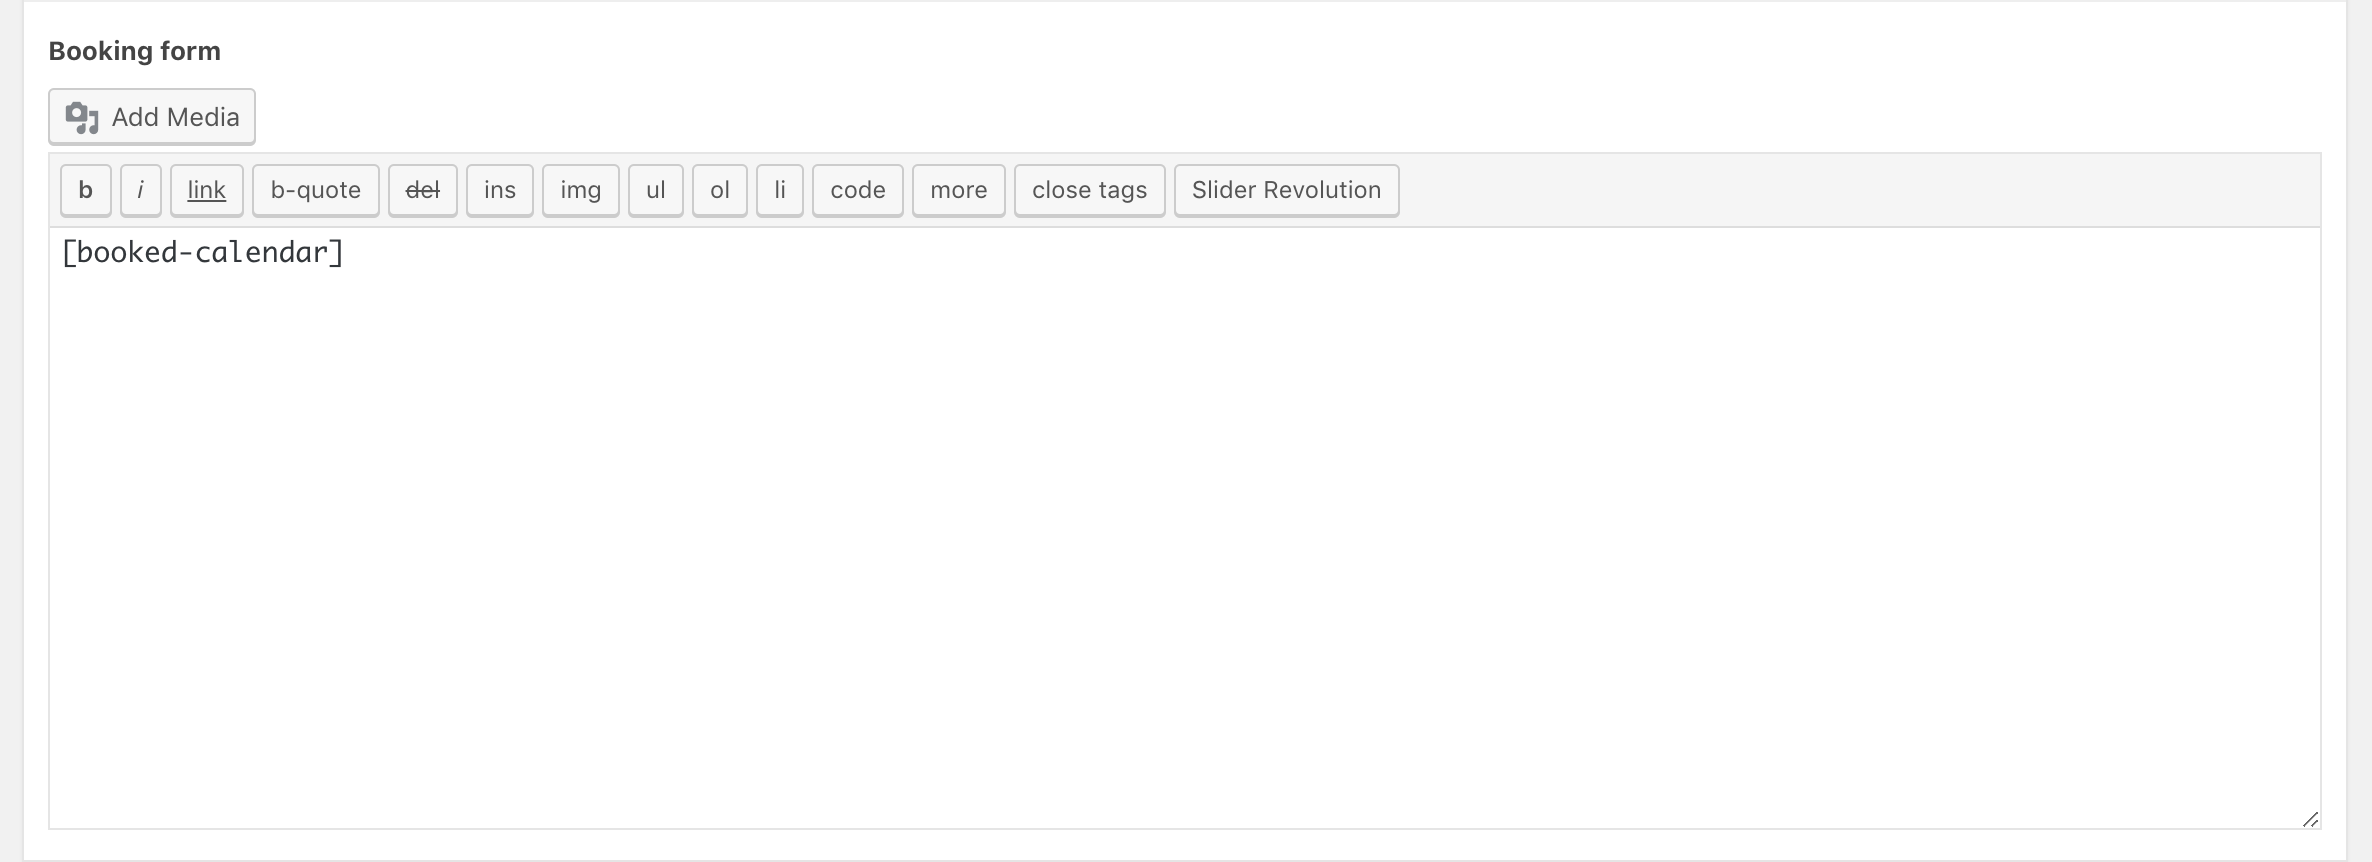 Booking form
Add Media
b i link b-quote del ins img ul ol li code more close tags Slider Revolution
[booked-calendar]